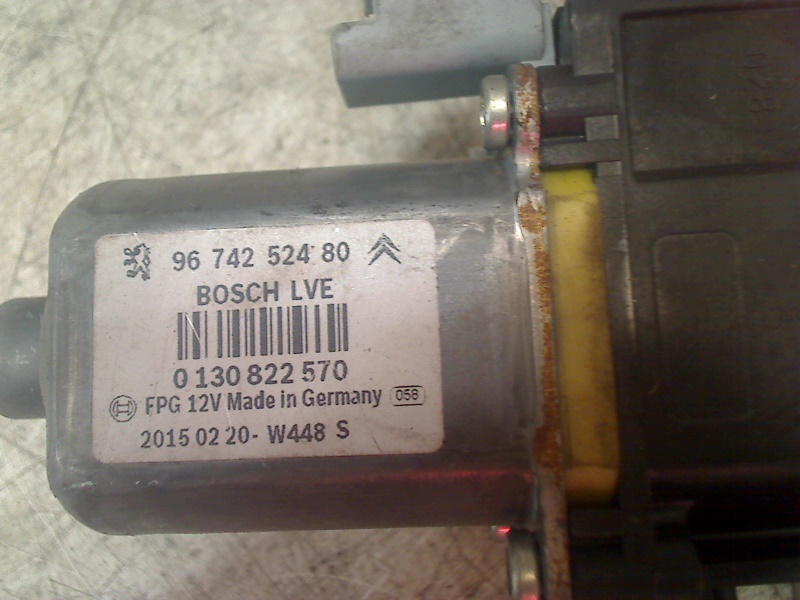 96 742 524 80
BOSCH LVE
0 130 822 570
FPG 12V Made in Germany 056
2015 02 20- W448 S